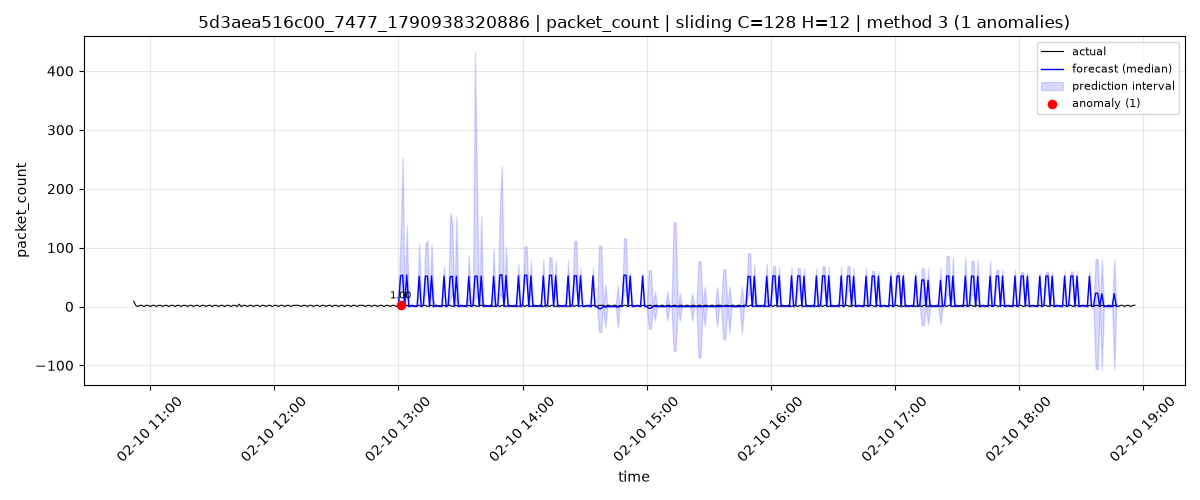 5d3aea516c00_7477_1790938320886 | packet_count | sliding C=128 H=12 | method 3 (1 anomalies)
actual
forecast (median)
prediction interval
anomaly (1)
400
300
200
100
0
−100
packet_count
1.00
02-10 11:00
02-10 12:00
02-10 13:00
02-10 14:00
02-10 15:00
02-10 16:00
02-10 17:00
02-10 18:00
02-10 19:00
time